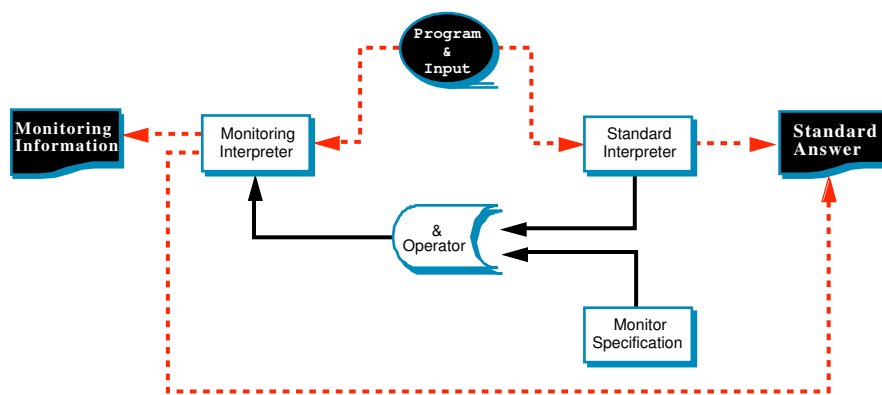 Program
&
Input
Monitoring
Information
Monitoring
Interpreter
Standard
Interpreter
Standard
Answer
&
Operator
Monitor
Specification